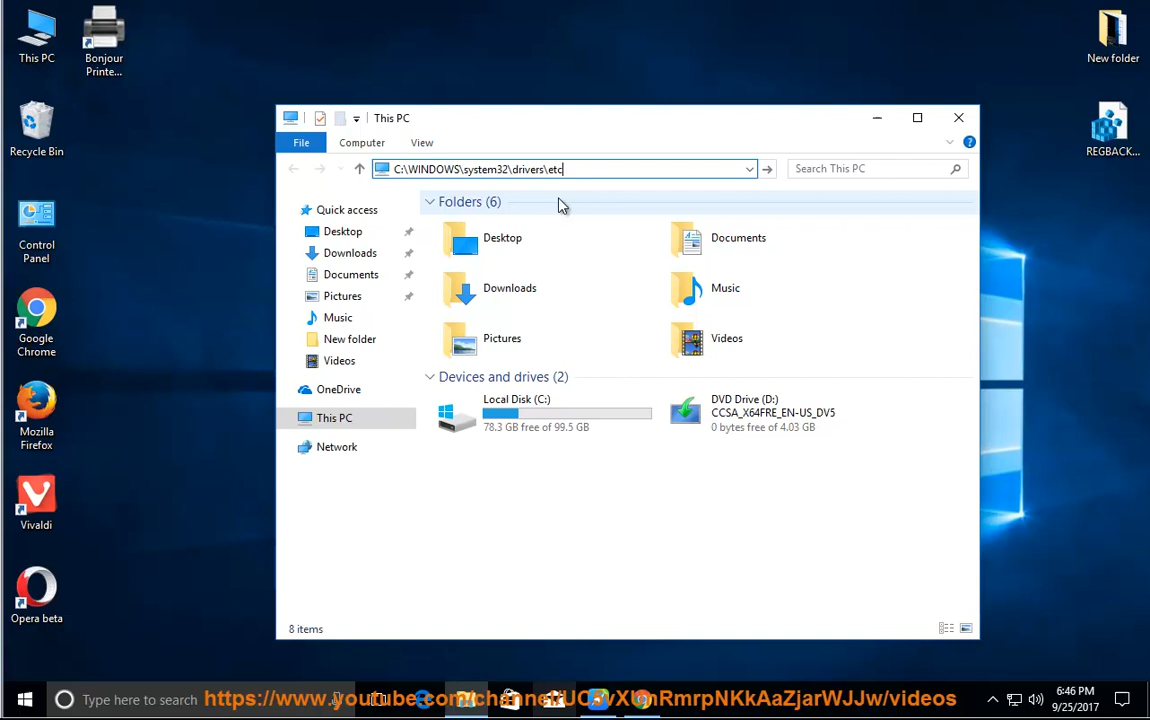 This PC
Bonjour
Printe...
New folder
Recycle Bin
REGBACK...
Control
Panel
Google
Chrome
Mozilla
Firefox
Vivaldi
Opera beta
This PC
File
Computer
View
C:\WINDOWS\system32\drivers\etc
Search This PC
Quick access
Desktop
Downloads
Documents
Pictures
Music
New folder
Videos
OneDrive
This PC
Network
Folders (6)
Desktop
Documents
Downloads
Music
Pictures
Videos
Devices and drives (2)
Local Disk (C:)
78.3 GB free of 99.5 GB
DVD Drive (D:)
CCSA_X64FRE_EN-US_DV5
0 bytes free of 4.03 GB
8 items
Type here to search
6:46 PM
9/25/2017